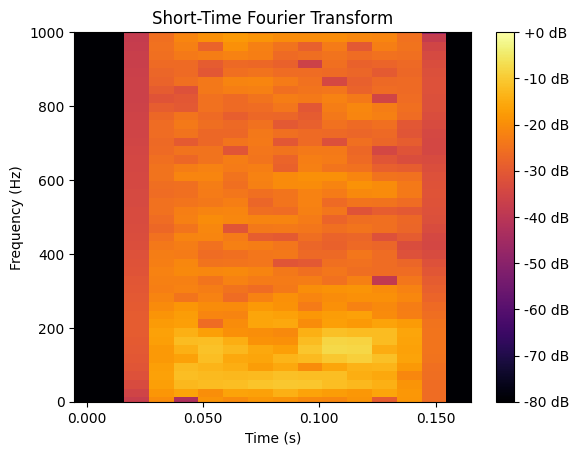 Short-Time Fourier Transform
1000
800
600
400
200
0
Frequency (Hz)
0.000
0.050
0.100
0.150
Time (s)
+0 dB
-10 dB
-20 dB
-30 dB
-40 dB
-50 dB
-60 dB
-70 dB
-80 dB